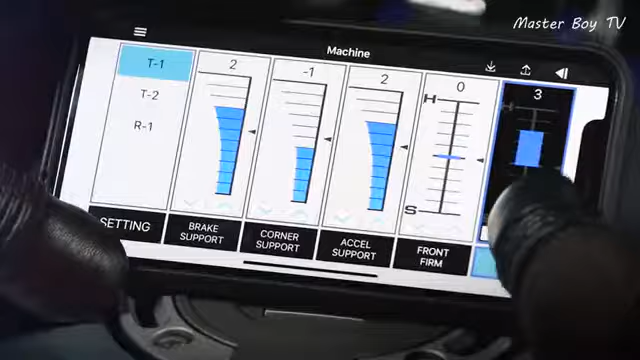 Master Boy TV
Machine
T-1
T-2
R-1
SETTING
2
BRAKE
SUPPORT
-1
CORNER
SUPPORT
2
ACCEL
SUPPORT
0
H
S
FRONT
FIRM
3
H